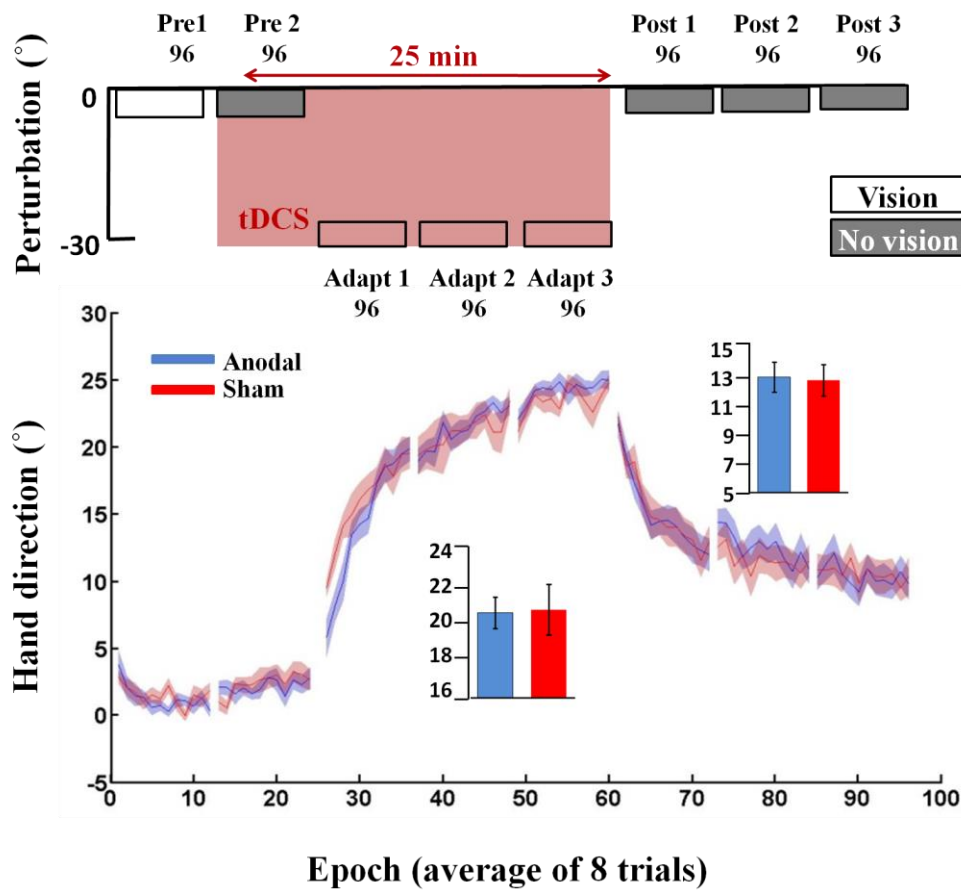 Pre1 Pre 2 Post 1 Post 2 Post 3
96 96 96 96 96
25 min
Perturbation (°)
0
tDCS
-30
Vision
No vision
Adapt 1 Adapt 2 Adapt 3
96 96 96
Hand direction (°)
30
25
20
15
10
5
0
-5
Anodal
Sham
15
13
11
9
7
5
24
22
20
18
16
0 10 20 30 40 50 60 70 80 90 100
Epoch (average of 8 trials)